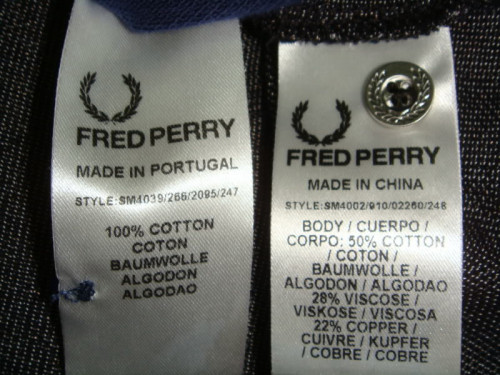 FRED PERRY
MADE IN PORTUGAL
STYLE:SM4039/266/2095/247
100% COTTON
COTON
BAUMWOLLE
ALGODON
ALGODAO
FRED PERRY
MADE IN CHINA
STYLE:SM4002/910/02260/248
BODY / CUERPO /
CORPO: 50% COTTON
/ COTON /
BAUMWOLLE /
ALGODON / ALGODAO
28% VISCOSE /
VISKOSE / VISCOSA
22% COPPER /
CUIVRE / KUPFER
/ COBRE / COBRE